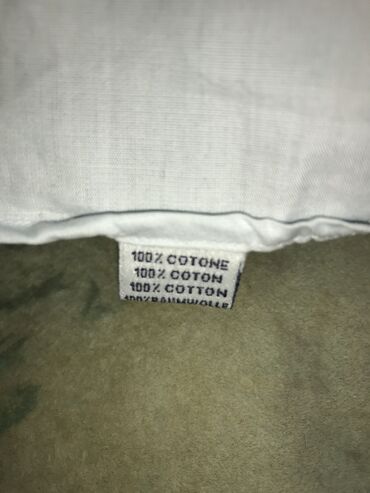 100% COTONE
100% COTON
100% COTTON
100% BAUMWOLLE